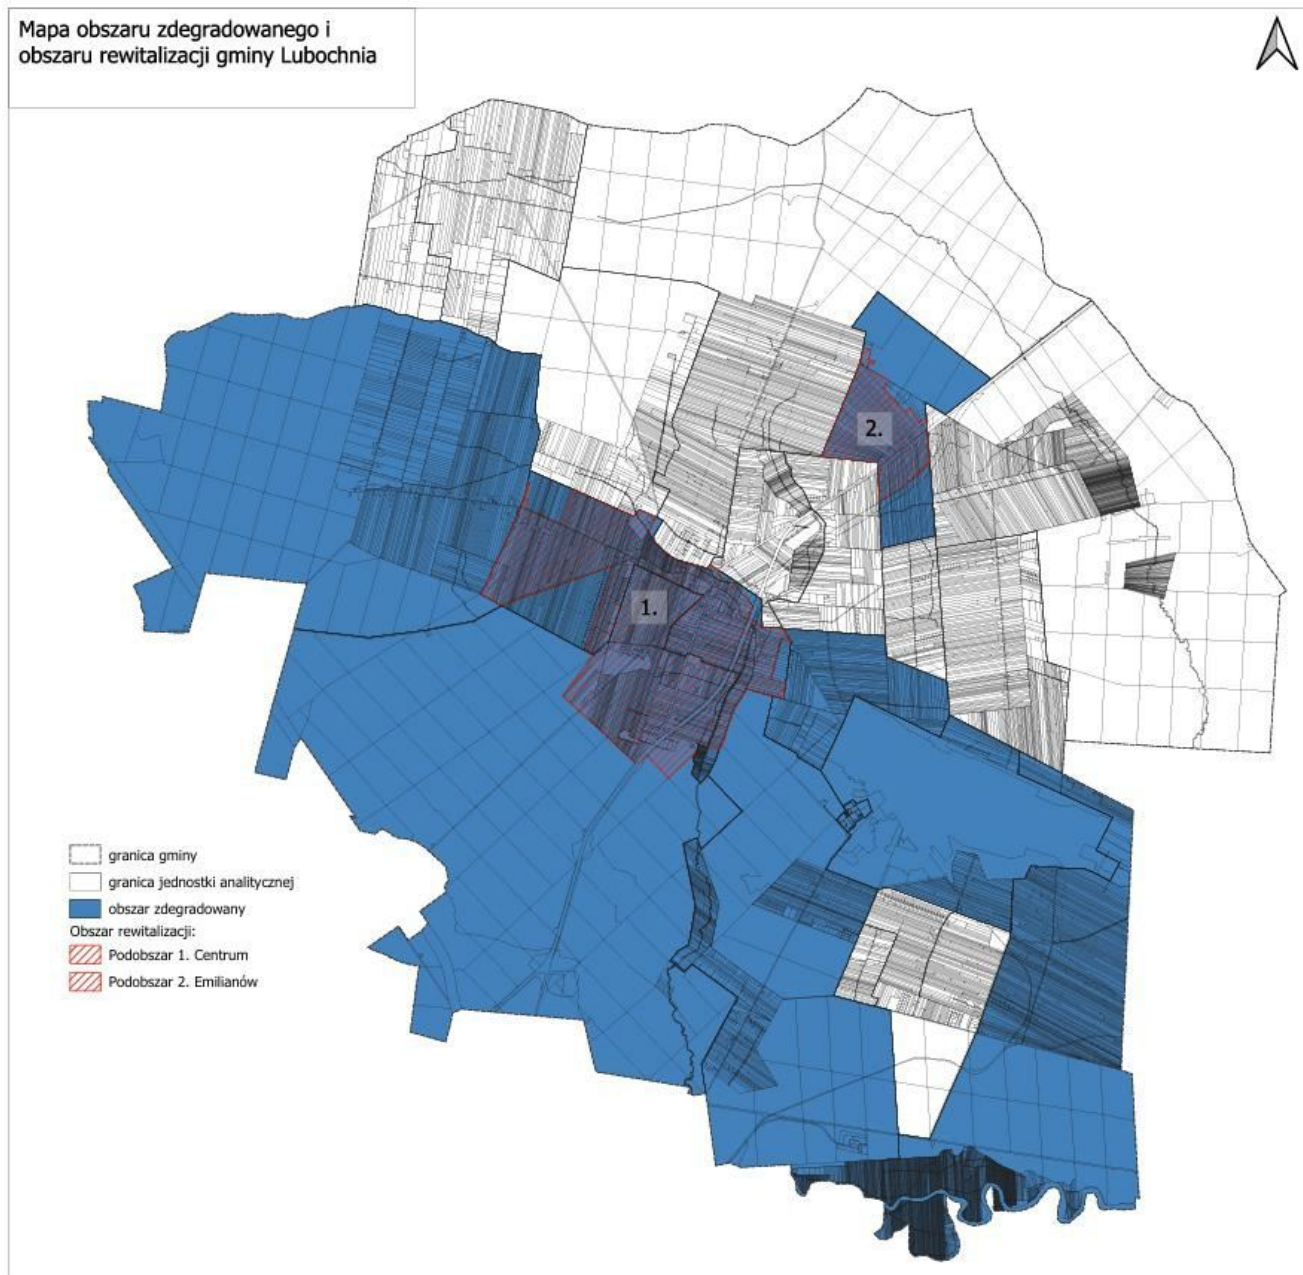 Mapa obszaru zdegradowanego i
obszaru rewitalizacji gminy Lubochnia
2.
1.
granica gminy
granica jednostki analitycznej
obszar zdegradowany
Obszar rewitalizacji:
Podobszar 1. Centrum
Podobszar 2. Emilianów